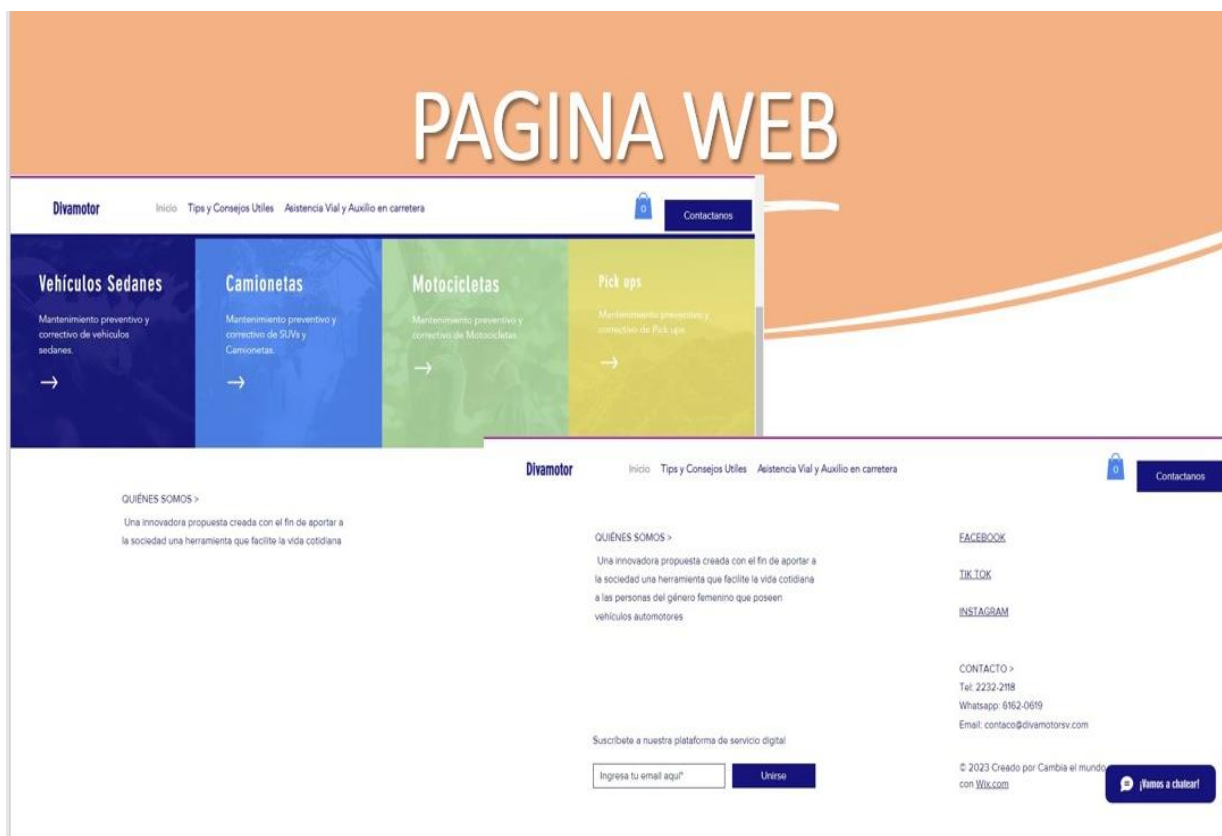 PAGINA WEB
Divamotor
Inicio Tips y Consejos Utiles Asistencia Vial y Auxilio en carretera
0
Contactanos
Vehículos Sedanes
Mantenimiento preventivo y
correctivo de vehiculos
sedanes.
Camionetas
Mantenimiento preventivo y
correctivo de SUVs y
Camionetas.
Motocicletas
Mantenimiento preventivo y
correctivo de Motocicletas
Pick ups
Mantenimiento preventivo y
correctivo de Pick ups
QUIÉNES SOMOS >
Una innovadora propuesta creada con el fin de aportar a
la sociedad una herramienta que facilite la vida cotidiana
Divamotor
Inicio Tips y Consejos Utiles Asistencia Vial y Auxilio en carretera
0
Contactanos
QUIÉNES SOMOS >
Una innovadora propuesta creada con el fin de aportar a
la sociedad una herramienta que facilite la vida cotidiana
a las personas del género femenino que poseen
vehículos automotores
FACEBOOK
TIK TOK
INSTAGRAM
CONTACTO >
Tel: 2232-2118
Whatsapp: 6162-0619
Email: contaco@divamotorsv.com
Suscríbete a nuestra plataforma de servicio digital
Ingresa tu email aquí*
Unirse
© 2023 Creado por Cambia el mundo
con Wix.com
¡Vamos a chatear!